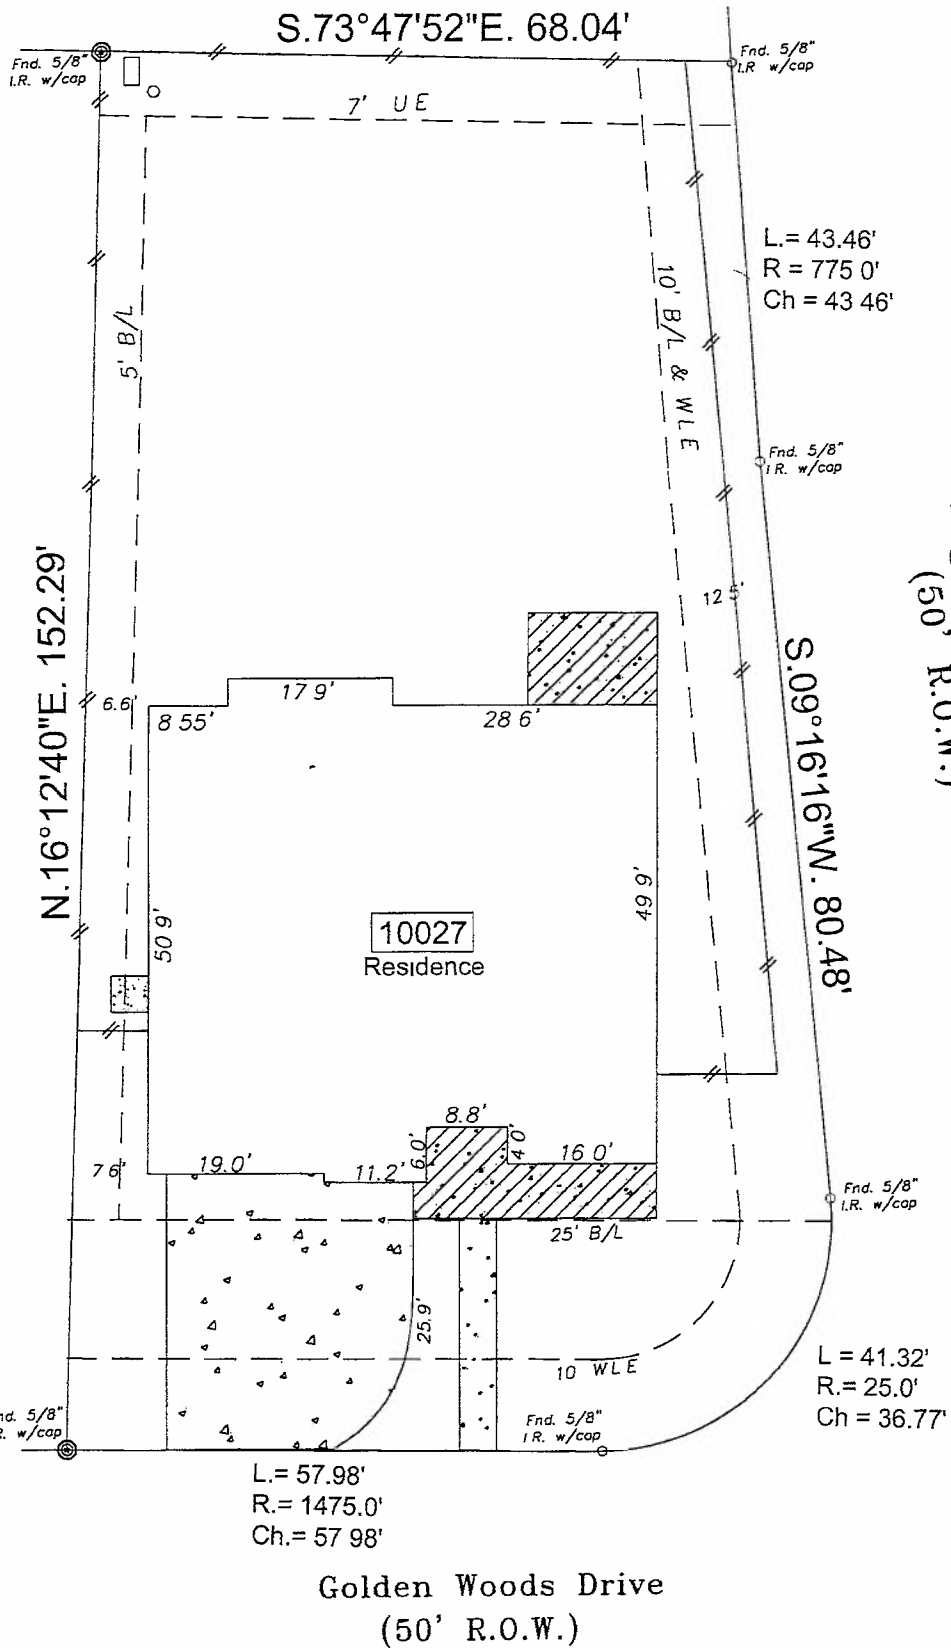 S.73°47'52"E. 68.04'
Fnd. 5/8"
I.R. w/cap
Fnd. 5/8"
I.R w/cap
7' UE
L.= 43.46'
R = 775 0'
Ch = 43 46'
5' B/L
10' B/L & WLE
Fnd. 5/8"
I R. w/cap
N.16°12'40"E. 152.29'
12 5'
(50' R.O.W.)
S.09°16'16"W. 80.48'
6.6'
17 9'
8 55'
28 6'
50 9'
49 9'
10027
Residence
8.8'
6.0'
4 0'
16 0'
19.0'
11.2'
7 6'
Fnd. 5/8"
I.R. w/cap
25' B/L
25.9'
10 WLE
L = 41.32'
R.= 25.0'
Ch = 36.77'
nd. 5/8"
R. w/cap
Fnd. 5/8"
I R. w/cap
L.= 57.98'
R.= 1475.0'
Ch.= 57 98'
Golden Woods Drive
(50' R.O.W.)